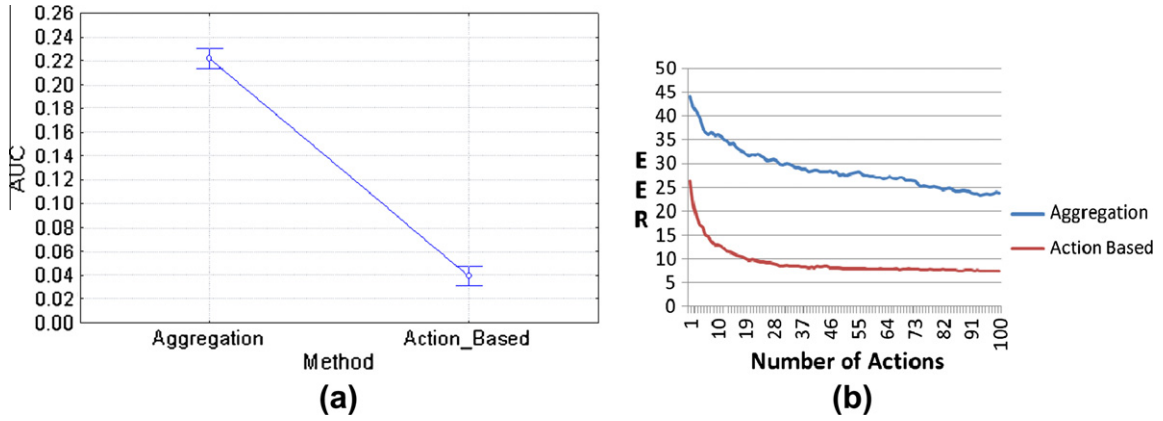 0.26
0.24
0.22
0.20
0.18
0.16
0.14
0.12
0.10
0.08
0.06
0.04
0.02
0.00
AUC
Aggregation Action_Based
Method
(a)
50
45
40
35
30
25
20
15
10
5
0
E
E
R
1 10 19 28 37 46 55 64 73 82 91 100
Number of Actions
Aggregation
Action Based
(b)